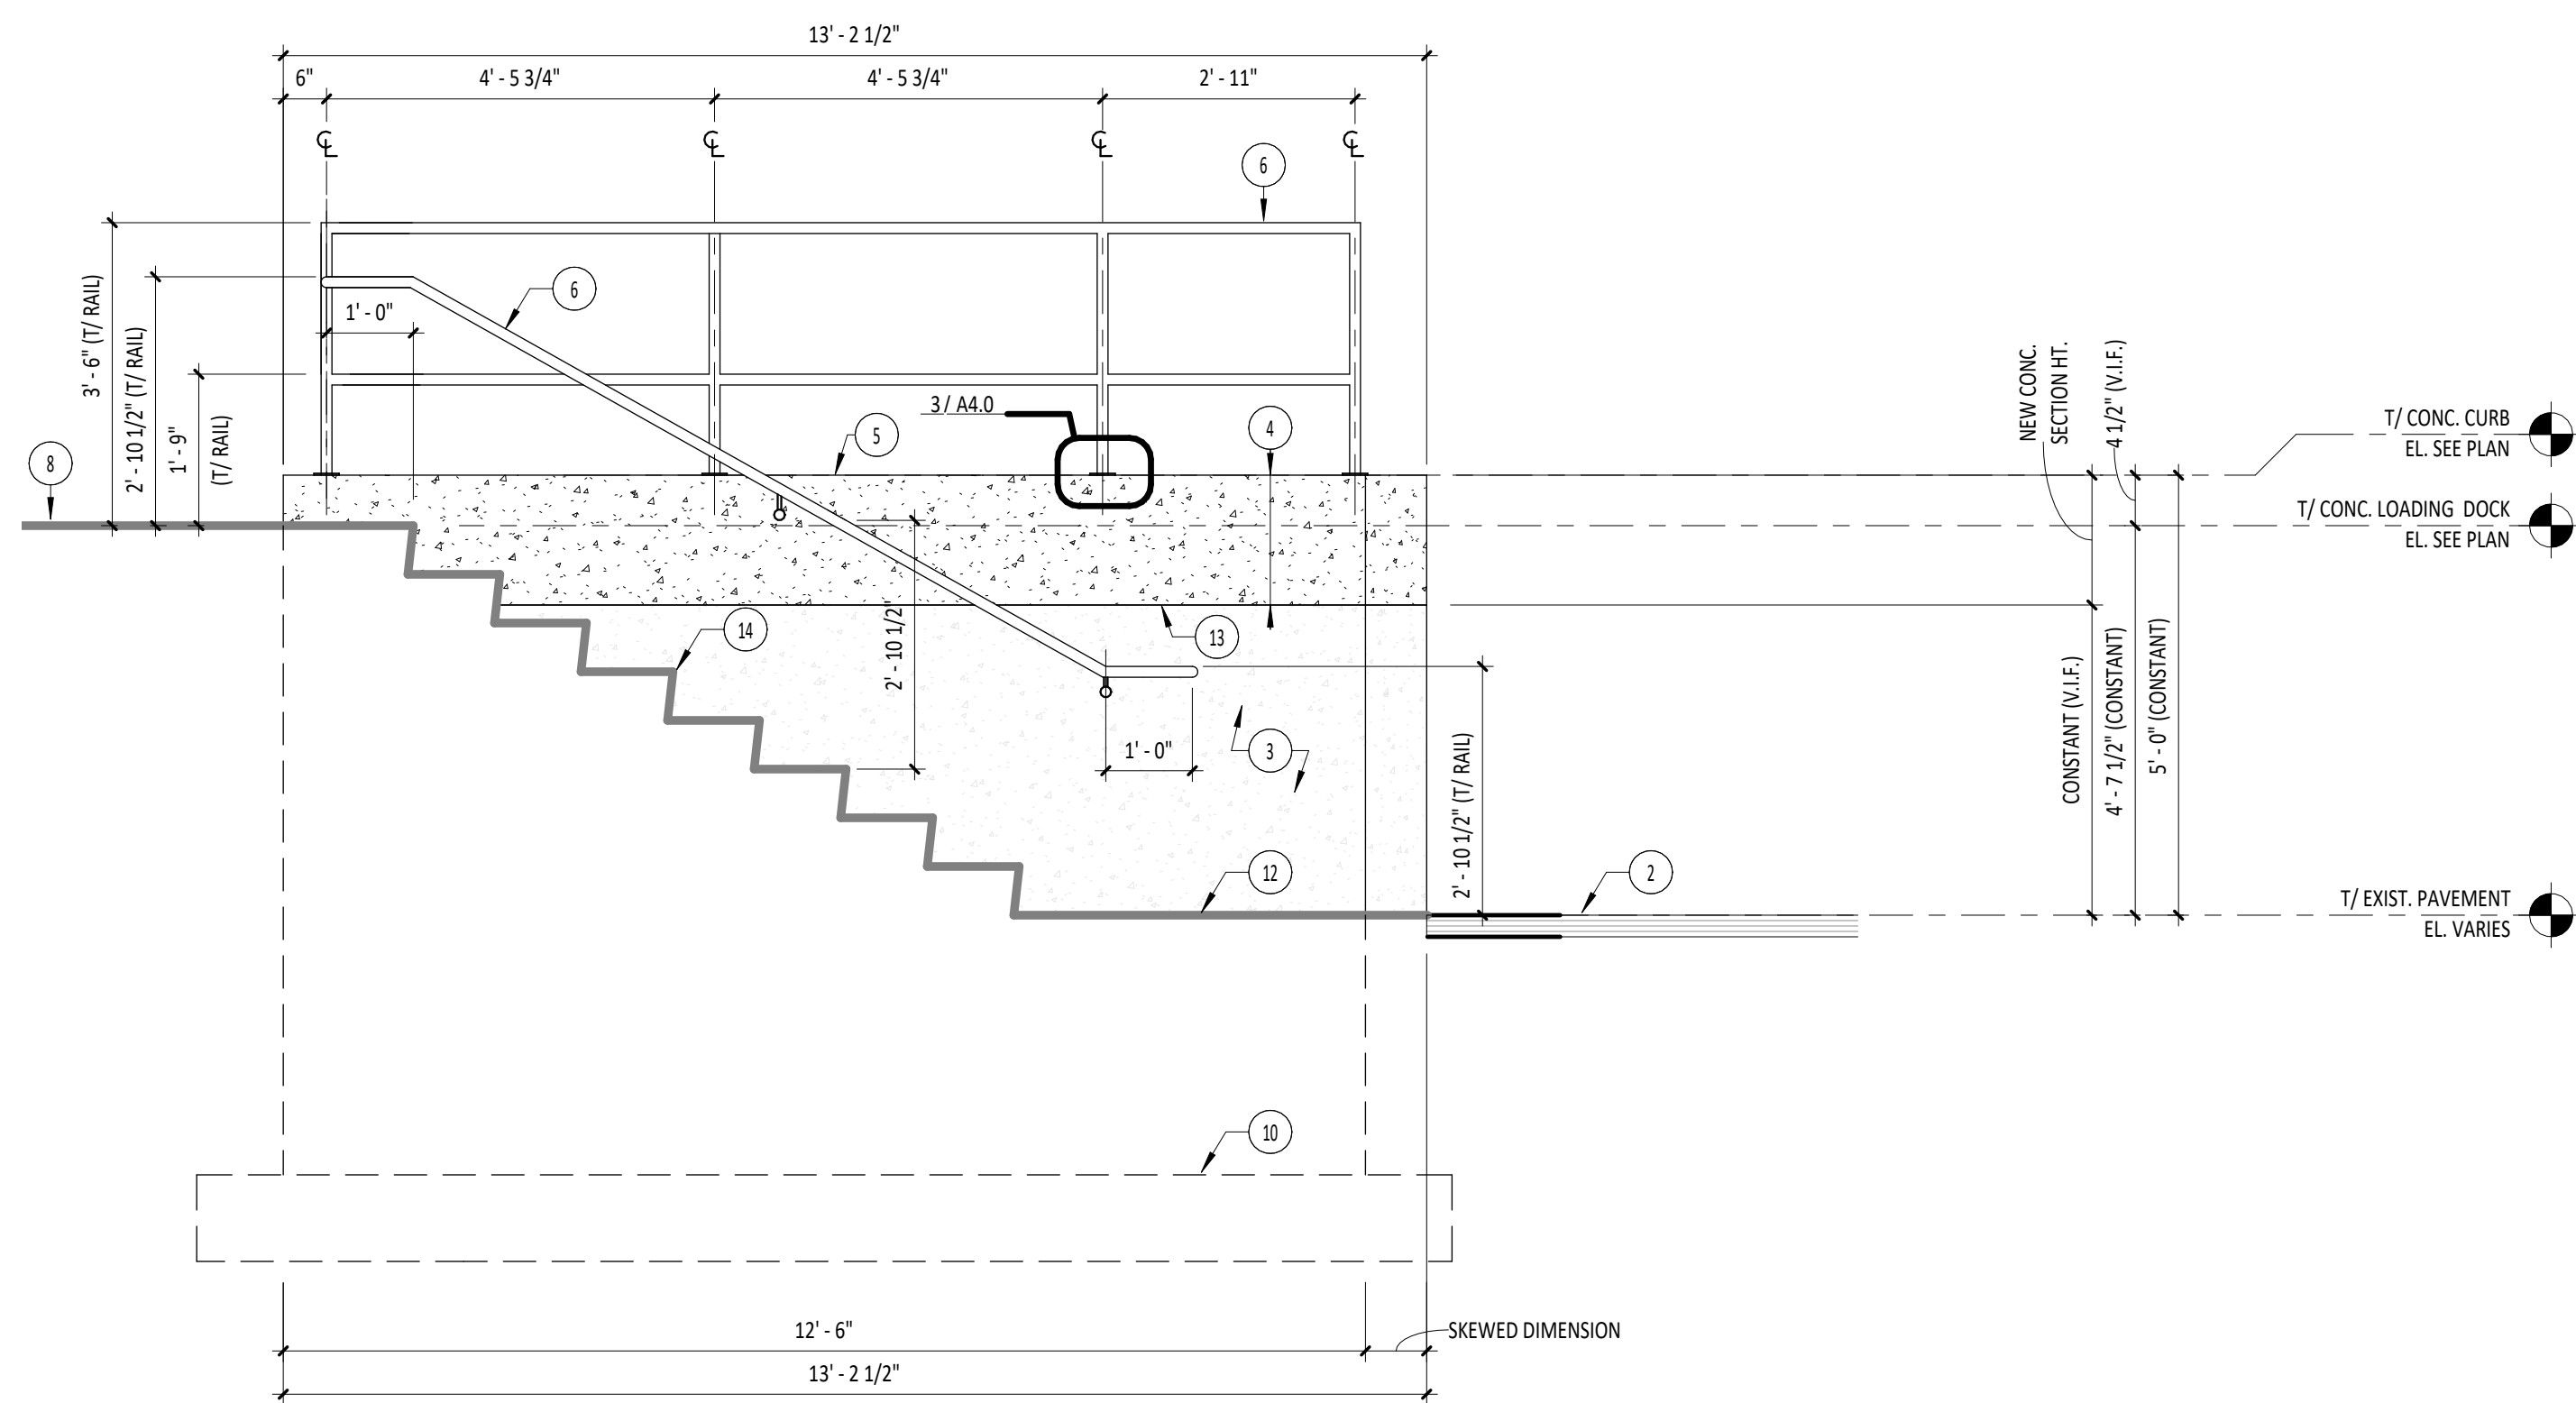 13' - 2 1/2"
6"
4' - 5 3/4"
4' - 5 3/4"
2' - 11"
℄
℄
℄
℄
6
3' - 6" (T/ RAIL)
2' - 10 1/2" (T/ RAIL)
1' - 9"
(T/ RAIL)
1' - 0"
6
8
3/ A4.0
5
4
NEW CONC.
SECTION HT.
4 1/2" (V.I.F.)
T/ CONC. CURB
EL. SEE PLAN
T/ CONC. LOADING DOCK
EL. SEE PLAN
14
2' - 10 1/2"
13
3
1' - 0"
2' - 10 1/2" (T/ RAIL)
CONSTANT (V.I.F.)
4' - 7 1/2" (CONSTANT)
5' - 0" (CONSTANT)
12
2
T/ EXIST. PAVEMENT
EL. VARIES
10
12' - 6"
SKEWED DIMENSION
13' - 2 1/2"